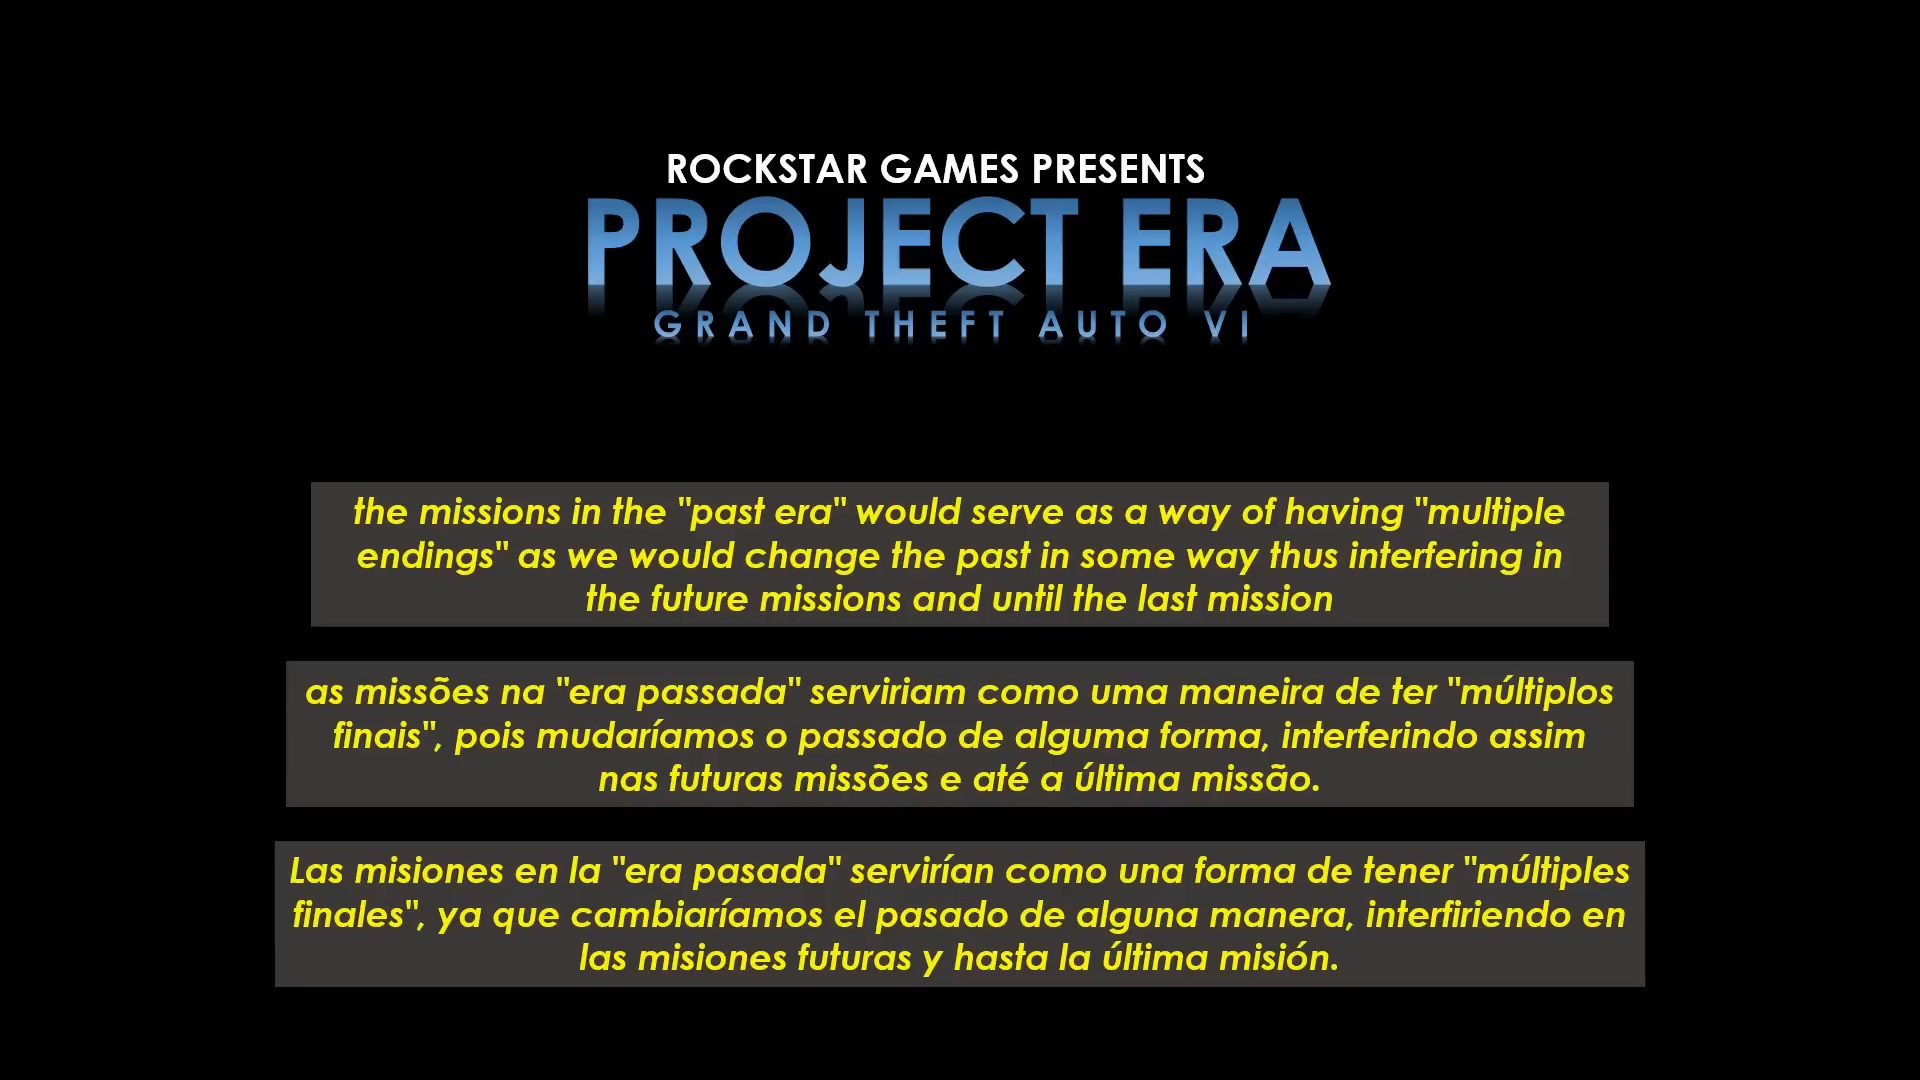 ROCKSTAR GAMES PRESENTS
PROJECT ERA
GRAND THEFT AUTO VI
the missions in the "past era" would serve as a way of having "multiple
endings" as we would change the past in some way thus interfering in
the future missions and until the last mission
as missões na "era passada" serviriam como uma maneira de ter "múltiplos
finais", pois mudaríamos o passado de alguma forma, interferindo assim
nas futuras missões e até a última missão.
Las misiones en la "era pasada" servirían como una forma de tener "múltiples
finales", ya que cambiaríamos el pasado de alguna manera, interfiriendo en
las misiones futuras y hasta la última misión.